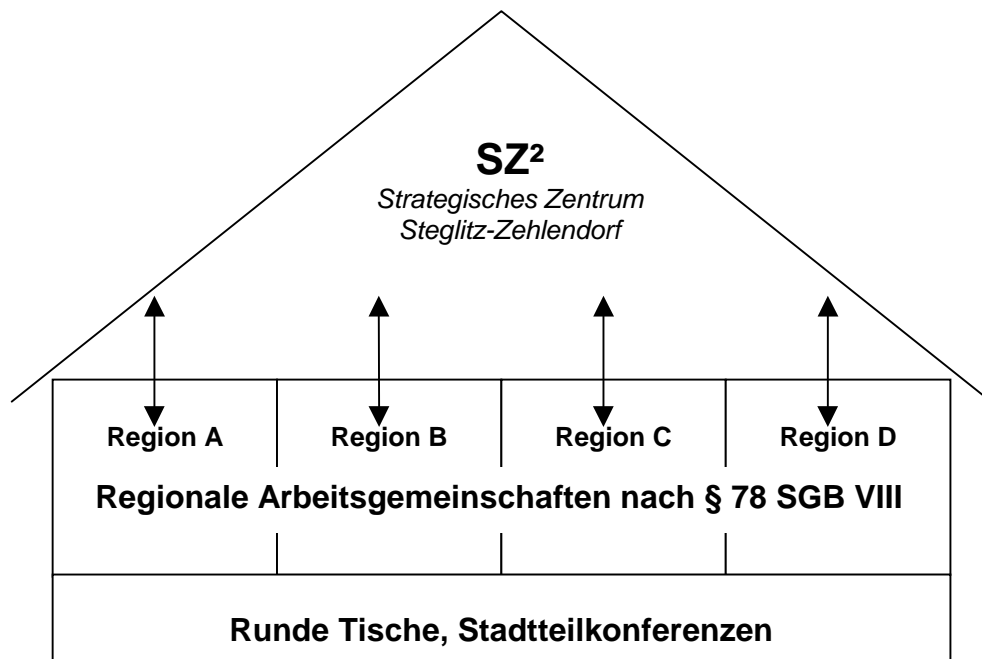 SZ²
Strategisches Zentrum
Steglitz-Zehlendorf
Region A
Region B
Region C
Region D
Regionale Arbeitsgemeinschaften nach § 78 SGB VIII
Runde Tische, Stadtteilkonferenzen